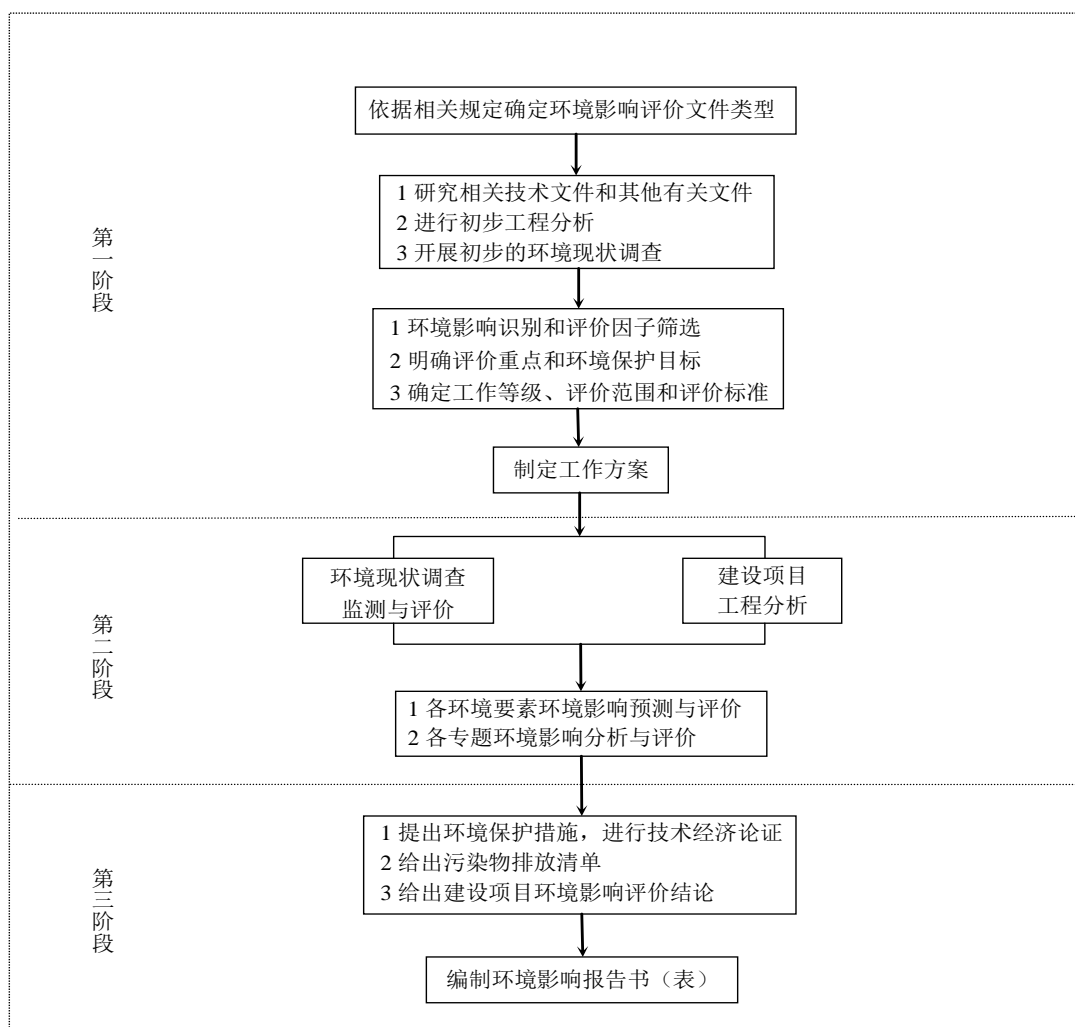 依据相关规定确定环境影响评价文件类型
1 研究相关技术文件和其他有关文件
2 进行初步工程分析
3 开展初步的环境现状调查
第一阶段
1 环境影响识别和评价因子筛选
2 明确评价重点和环境保护目标
3 确定工作等级、评价范围和评价标准
制定工作方案
第二阶段
环境现状调查
监测与评价
建设项目
工程分析
1 各环境要素环境影响预测与评价
2 各专题环境影响分析与评价
第三阶段
1 提出环境保护措施，进行技术经济论证
2 给出污染物排放清单
3 给出建设项目环境影响评价结论
编制环境影响报告书（表）